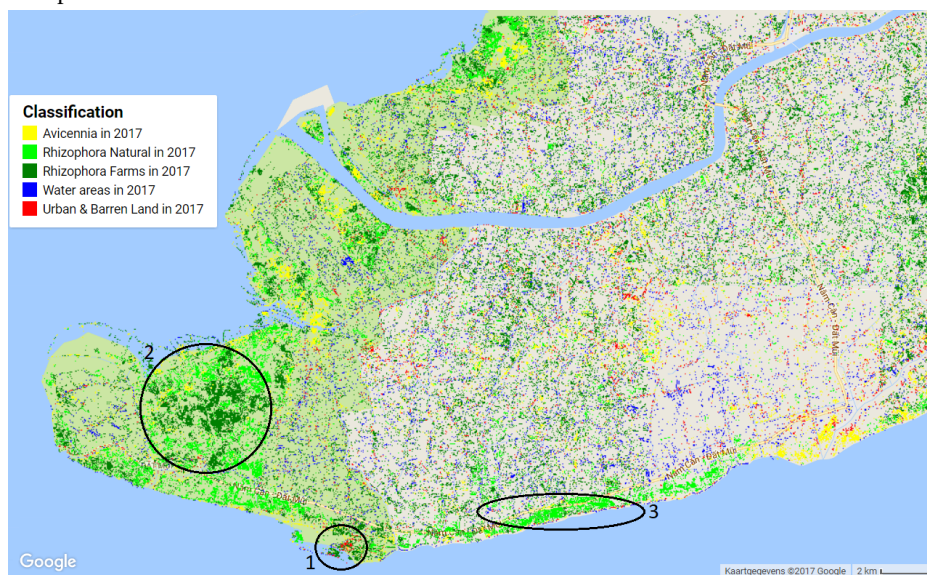 Classification
Avicennia in 2017
Rhizophora Natural in 2017
Rhizophora Farms in 2017
Water areas in 2017
Urban & Barren Land in 2017
2
3
1
Google
Kaartgegevens ©2017 Google
2 km